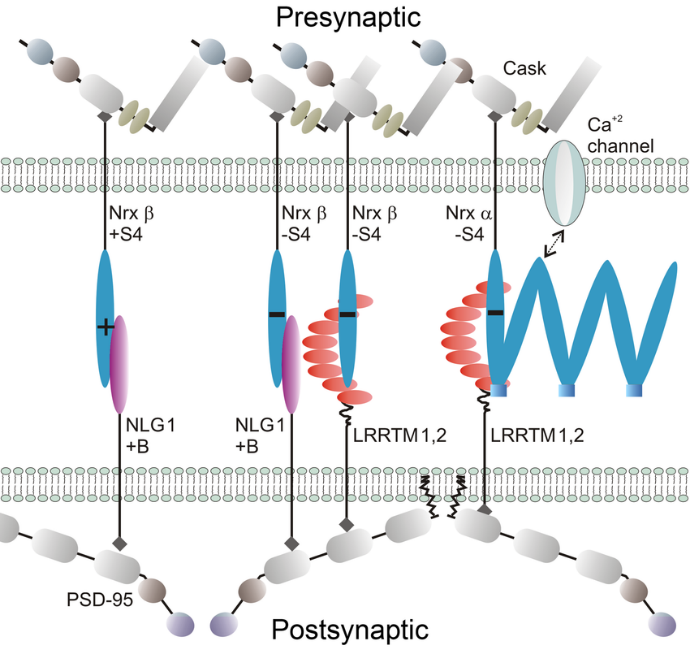 Presynaptic
Cask
Ca+2
channel
Nrx β
+S4
Nrx β
-S4
Nrx β
-S4
Nrx α
-S4
+
-
-
-
NLG1
+B
NLG1
+B
LRRTM1,2
LRRTM1,2
PSD-95
Postsynaptic